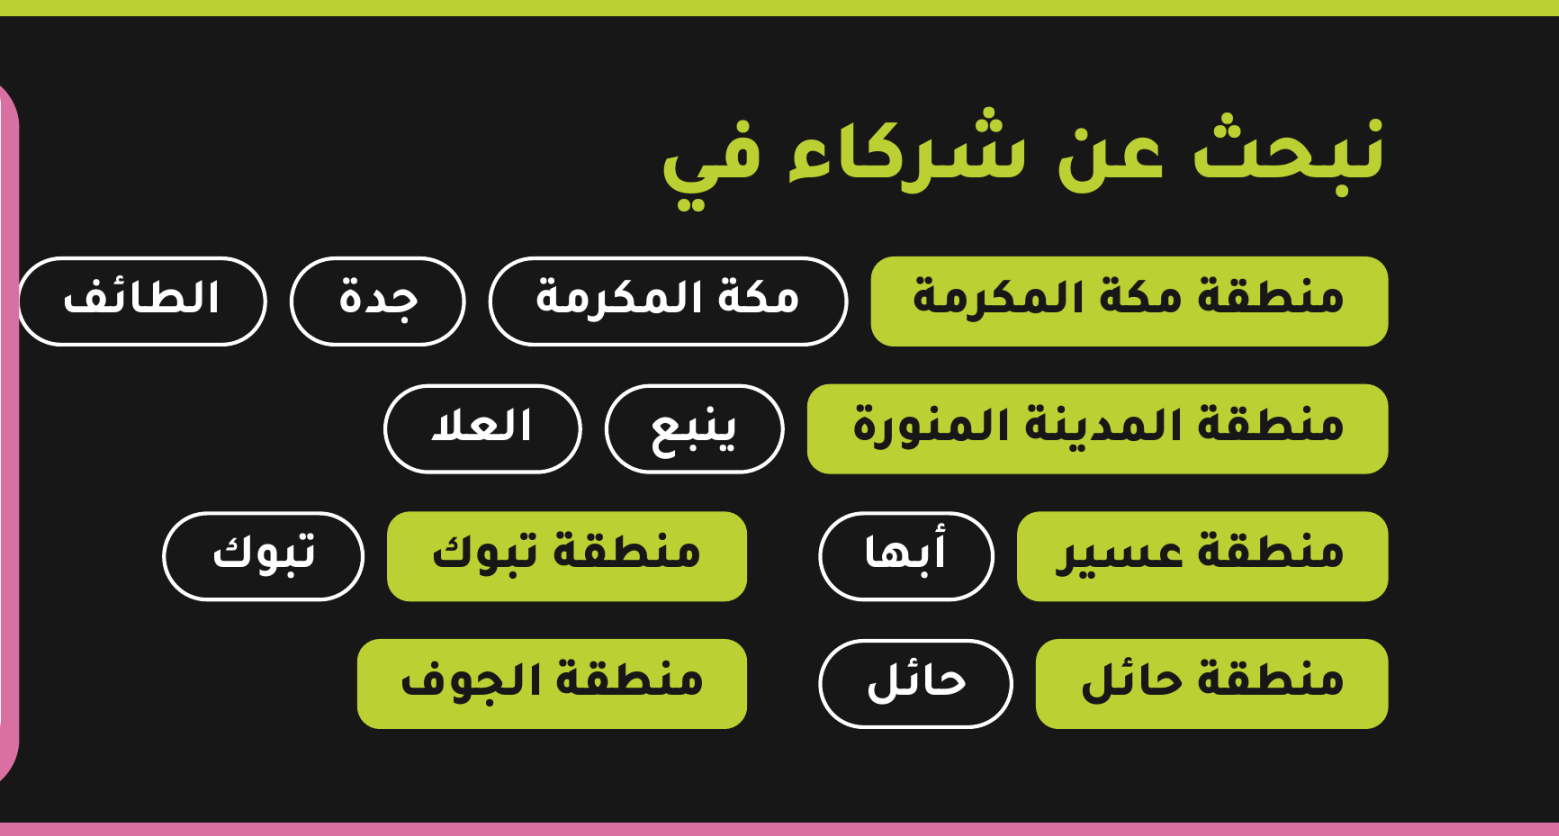 نبحث عن شركاء في
منطقة مكة المكرمة مكة المكرمة جدة الطائف
منطقة المدينة المنورة ينبع العلا
منطقة عسير أبها منطقة تبوك تبوك
منطقة حائل حائل منطقة الجوف